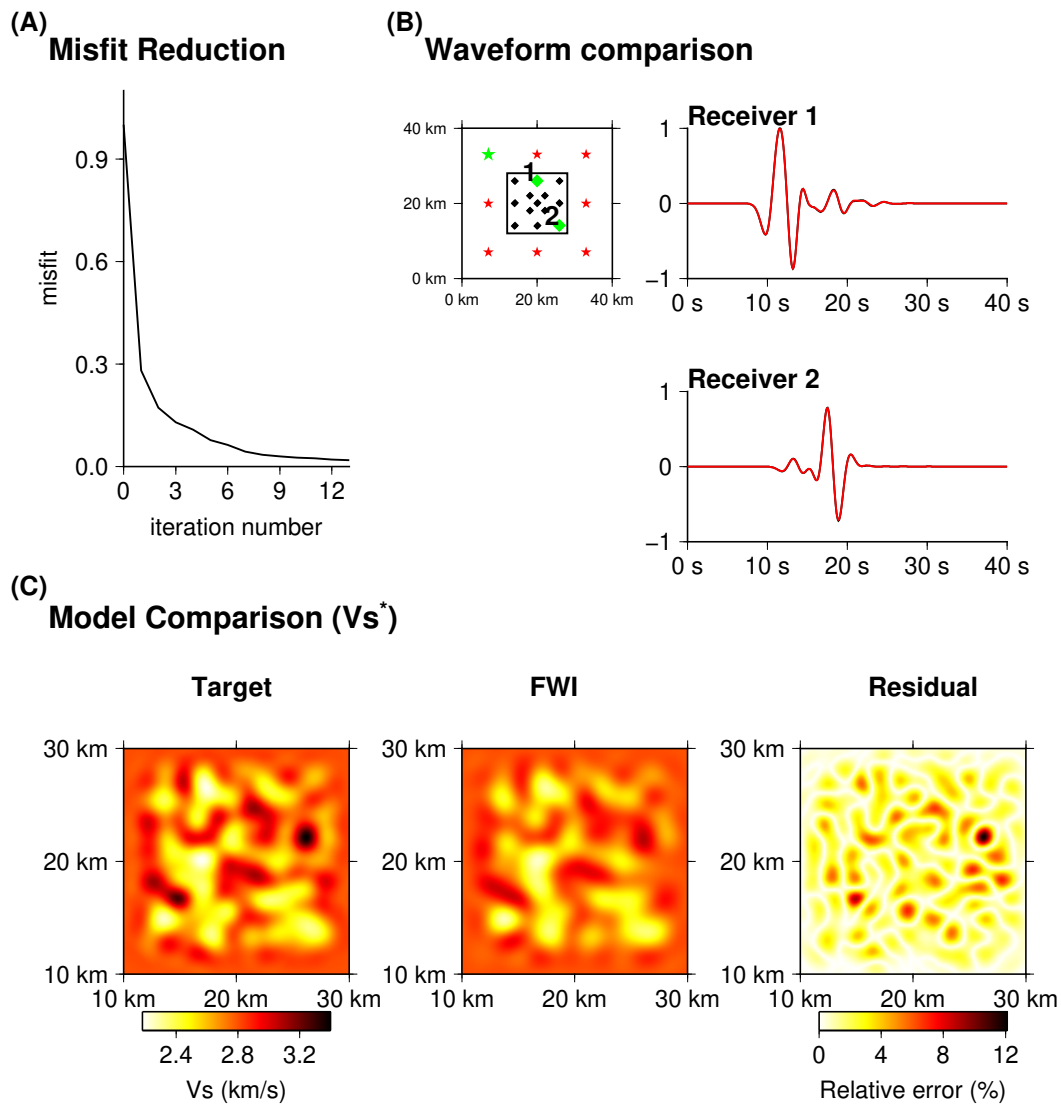 (A)
Misfit Reduction
0.9
0.6
0.3
0.0
misfit
0 3 6 9 12
iteration number
(B)
Waveform comparison
40 km
20 km
0 km
0 km 20 km 40 km
1
2
Receiver 1
1
0
−1
0 s 10 s 20 s 30 s 40 s
Receiver 2
1
0
−1
0 s 10 s 20 s 30 s 40 s
(C)
Model Comparison (Vs*)
Target
30 km
20 km
10 km
10 km 20 km 30 km
2.4 2.8 3.2
Vs (km/s)
FWI
30 km
20 km
10 km
10 km 20 km 30 km
Residual
30 km
20 km
10 km
10 km 20 km 30 km
0 4 8 12
Relative error (%)